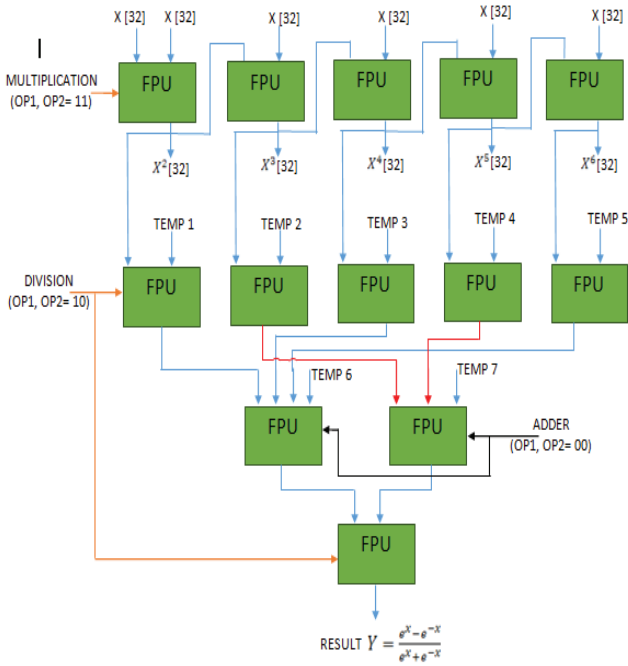 X [32] X [32] X [32] X [32] X [32] X [32]
|
MULTIPLICATION
(OP1, OP2= 11)
FPU FPU FPU FPU FPU
X²[32] X³[32] X⁴[32] X⁵[32] X⁶[32]
TEMP 1 TEMP 2 TEMP 3 TEMP 4 TEMP 5
DIVISION
(OP1, OP2= 10)
FPU FPU FPU FPU FPU
TEMP 6 TEMP 7
FPU FPU
ADDER
(OP1, OP2= 00)
FPU
RESULT Y = \frac{e^x - e^{-x}}{e^x + e^{-x}}